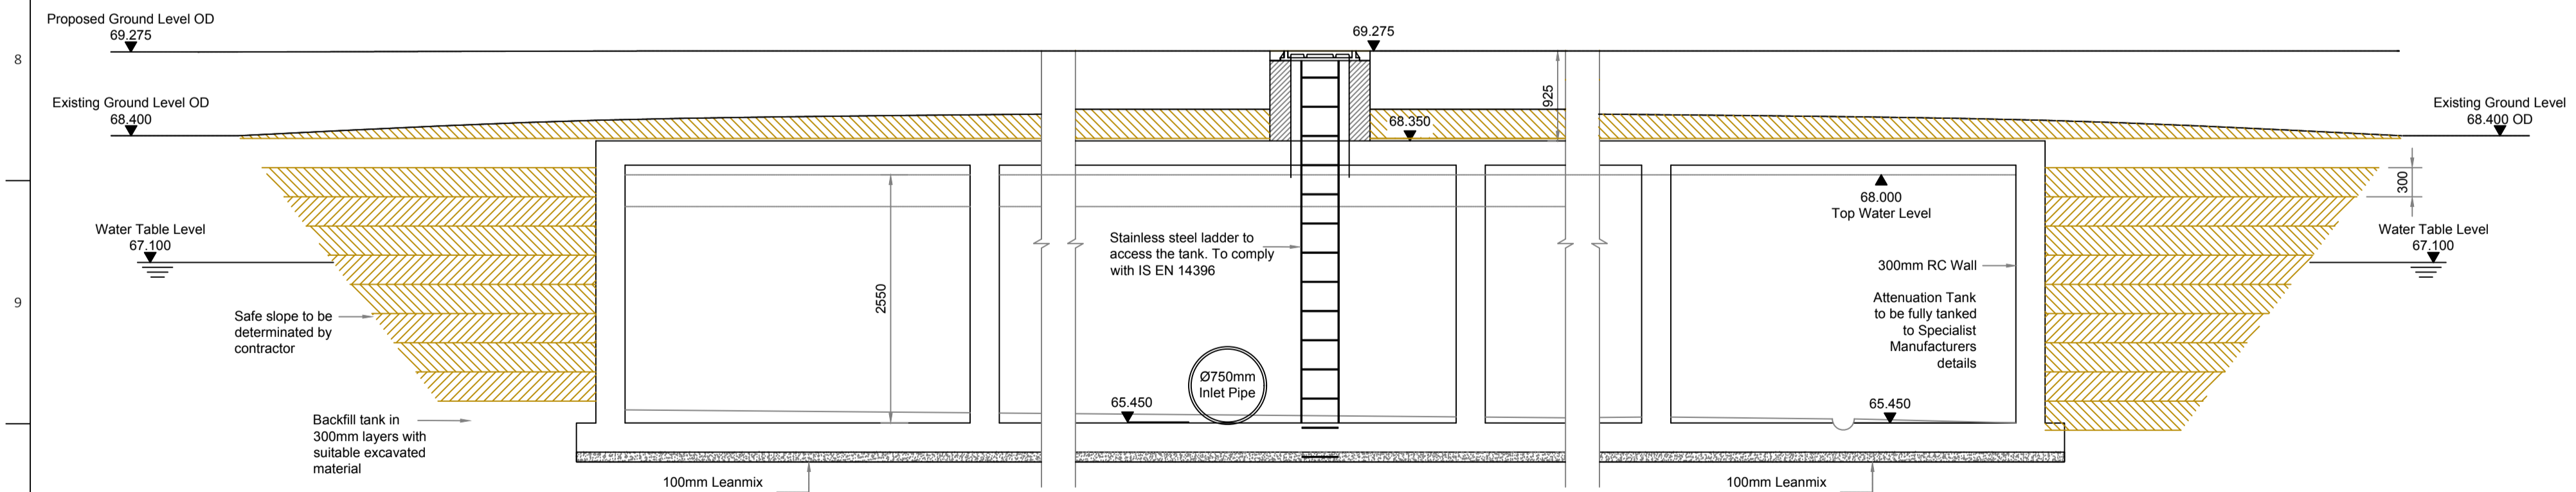 Proposed Ground Level OD
69.275
69.275
8
925
Existing Ground Level OD
68.400
68.350
Existing Ground Level
68.400 OD
300
68.000
Top Water Level
Water Table Level
67.100
Stainless steel ladder to
access the tank. To comply
with IS EN 14396
Water Table Level
67.100
300mm RC Wall
2550
9
Attenuation Tank
to be fully tanked
to Specialist
Manufacturers
details
Safe slope to be
determinated by
contractor
Ø750mm
Inlet Pipe
65.450
65.450
Backfill tank in
300mm layers with
suitable excavated
material
100mm Leanmix
100mm Leanmix